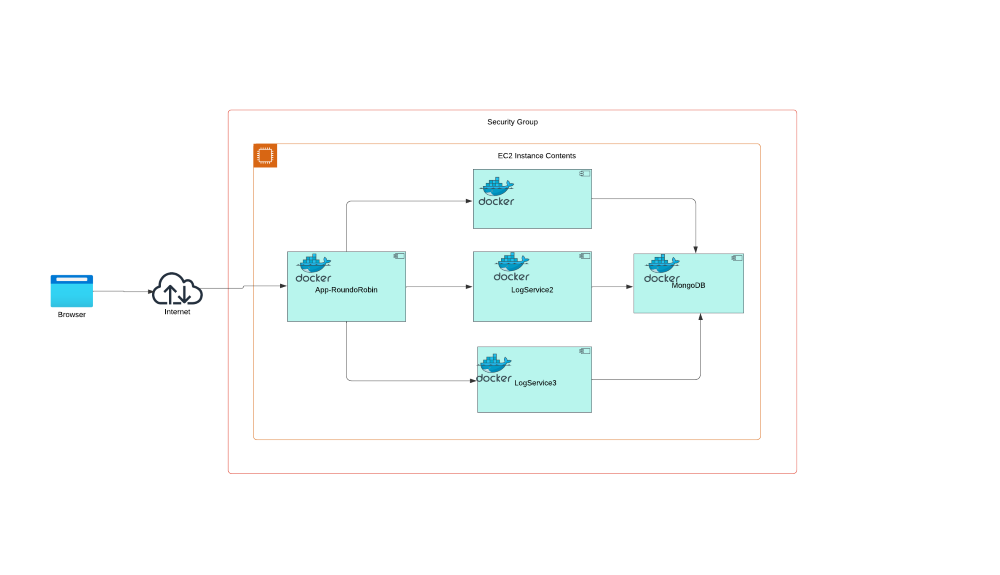 Security Group
EC2 Instance Contents
docker
docker
App-RoundoRobin
docker
LogService2
docker
MongoDB
Browser
Internet
docker
LogService3